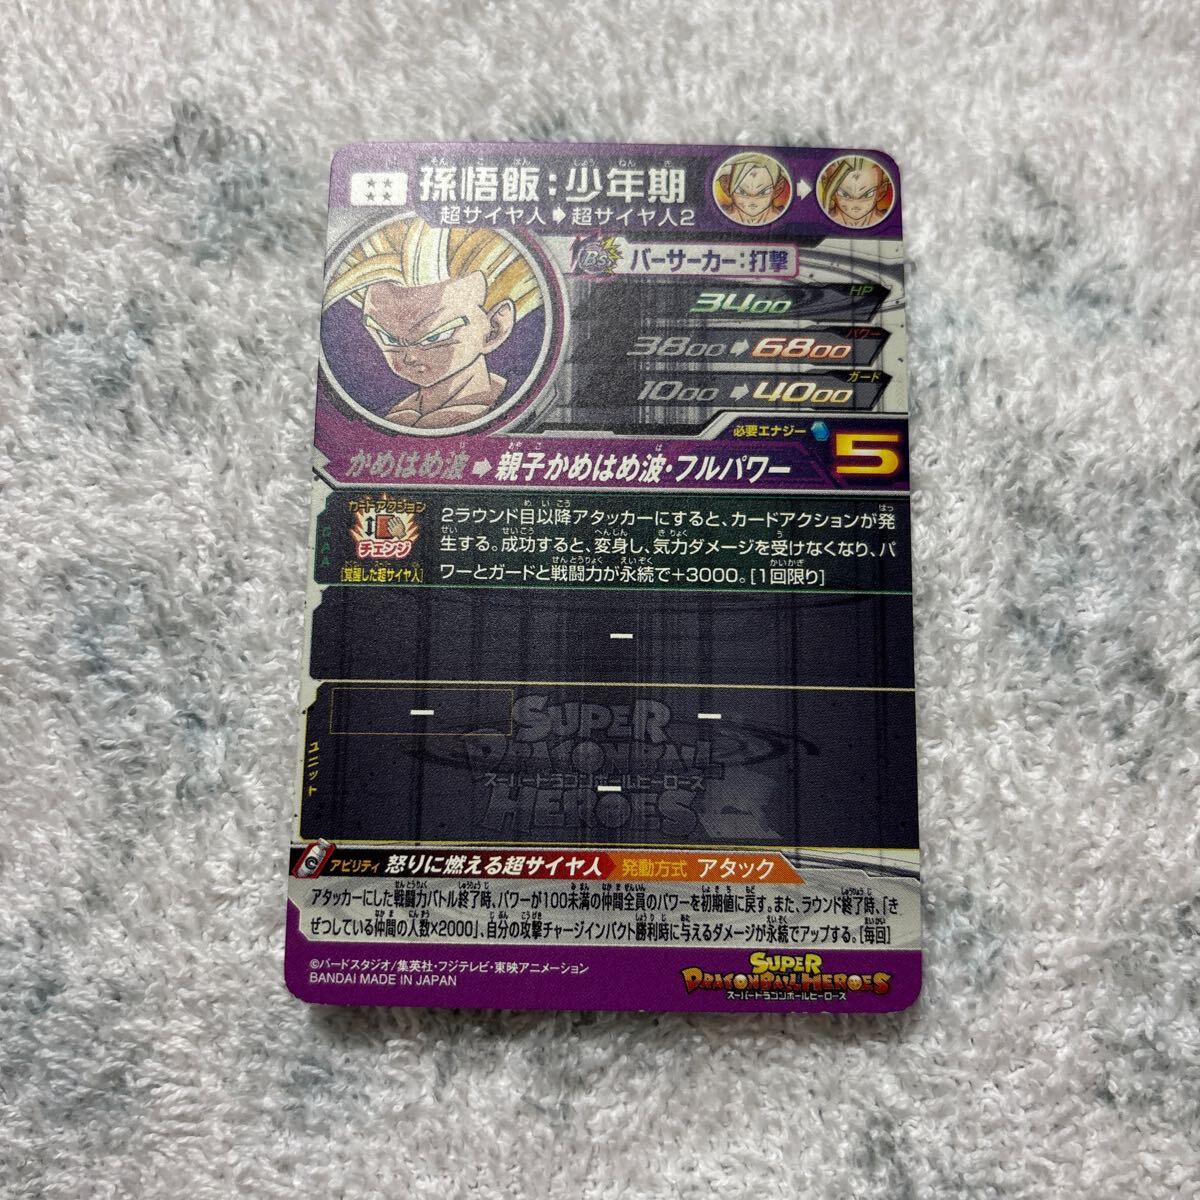 ★★
★★
孫悟飯:少年期
そん ご はん しょう ねん き
超サイヤ人➡超サイヤ人2
BS バーサーカー:打撃
HP
3400
パワー
3800➡6800
ガード
1000➡4000
必要エナジー 5
かめはめ波➡親子かめはめ波・フルパワー
CAA
カードアクション
チェンジ
[覚醒した超サイヤ人]
2ラウンド目以降アタッカーにすると、カードアクションが発
生する。成功すると、変身し、気力ダメージを受けなくなり、パ
ワーとガードと戦闘力が永続で+3000。[1回限り]
ー
ユニット
ー
ー
ー
SUPER
DRAGONBALL
スーパードラゴンボールヒーローズ
HEROES
アビリティ 怒りに燃える超サイヤ人 発動方式 アタック
アタッカーにした戦闘力バトル終了時、パワーが100未満の仲間全員のパワーを初期値に戻す。また、ラウンド終了時、「き
ぜつしている仲間の人数×2000」、自分の攻撃チャージインパクト勝利時に与えるダメージが永続でアップする。[毎回]
©バードスタジオ/集英社・フジテレビ・東映アニメーション
BANDAI MADE IN JAPAN
SUPER
DRAGONBALL HEROES
スーパードラゴンボールヒーローズ